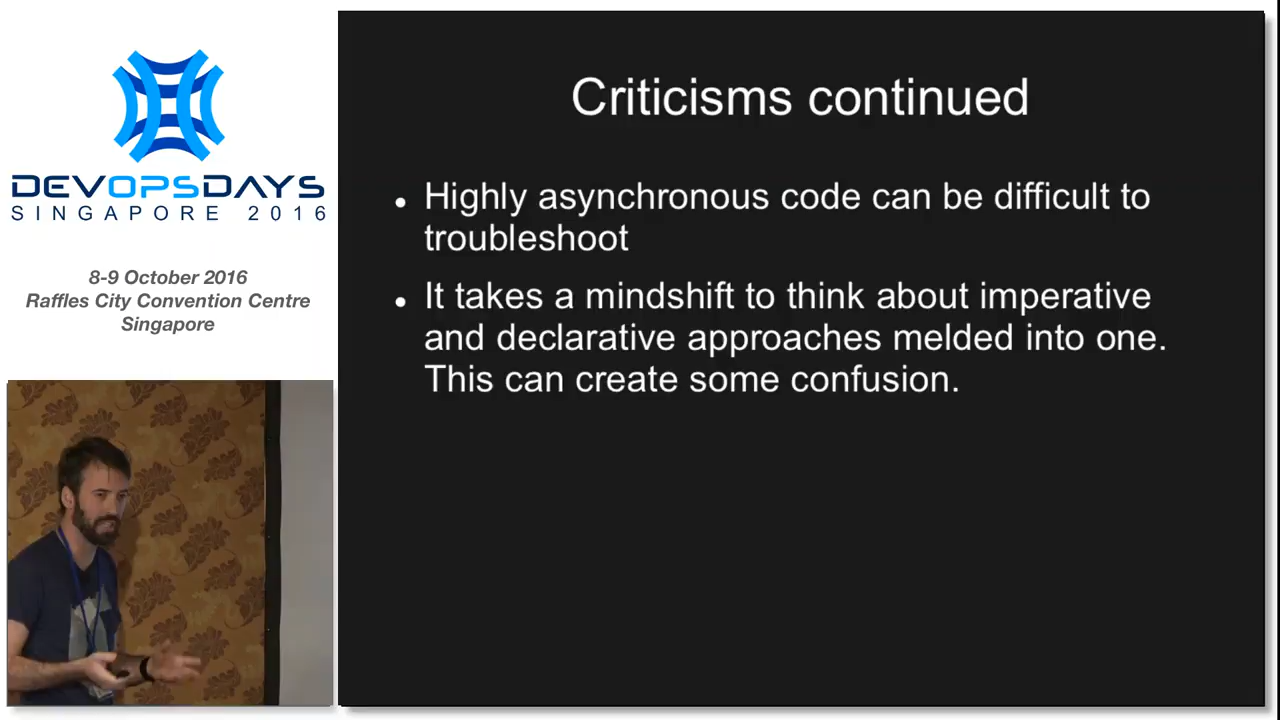 DEVOPSDAYS
SINGAPORE 2016
8-9 October 2016
Raffles City Convention Centre
Singapore
Criticisms continued
• Highly asynchronous code can be difficult to
troubleshoot
• It takes a mindshift to think about imperative
and declarative approaches melded into one.
This can create some confusion.